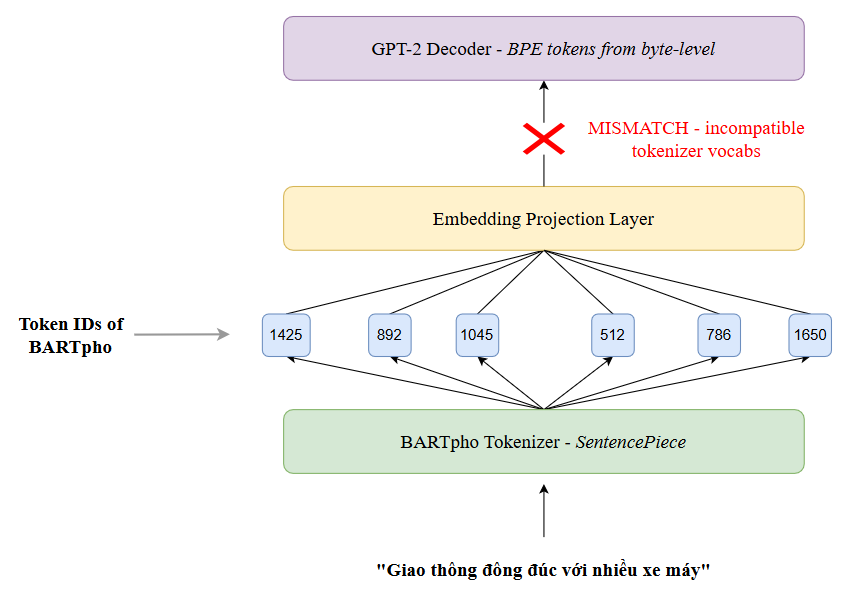 GPT-2 Decoder - BPE tokens from byte-level
MISMATCH - incompatible
tokenizer vocabs
Embedding Projection Layer
Token IDs of
BARTpho
1425 892 1045 512 786 1650
BARTpho Tokenizer - SentencePiece
"Giao thông đông đúc với nhiều xe máy"